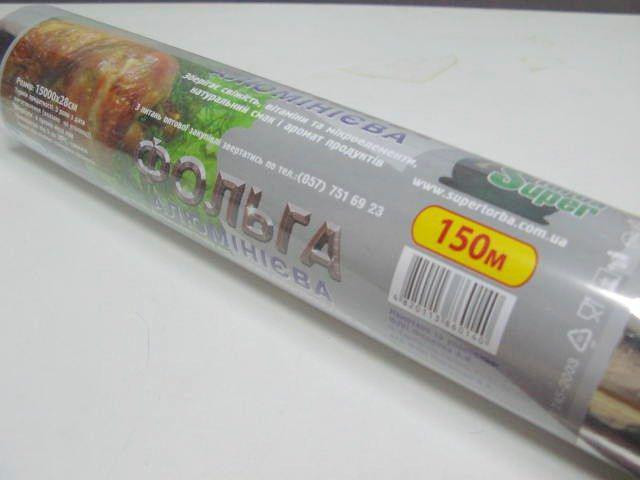 Розмір: 15000х28см
АЛЮМІНІЄВА
Зберігає свіжість, вітаміни та мікроелементи,
натуральний смак і аромат продуктів
З питань оптової закупівлі звертатись по тел.:(057) 751 69 23
ФОЛЬГА
АЛЮМІНІЄВА
Super
www.supertorba.com.ua
150м
4820113860140